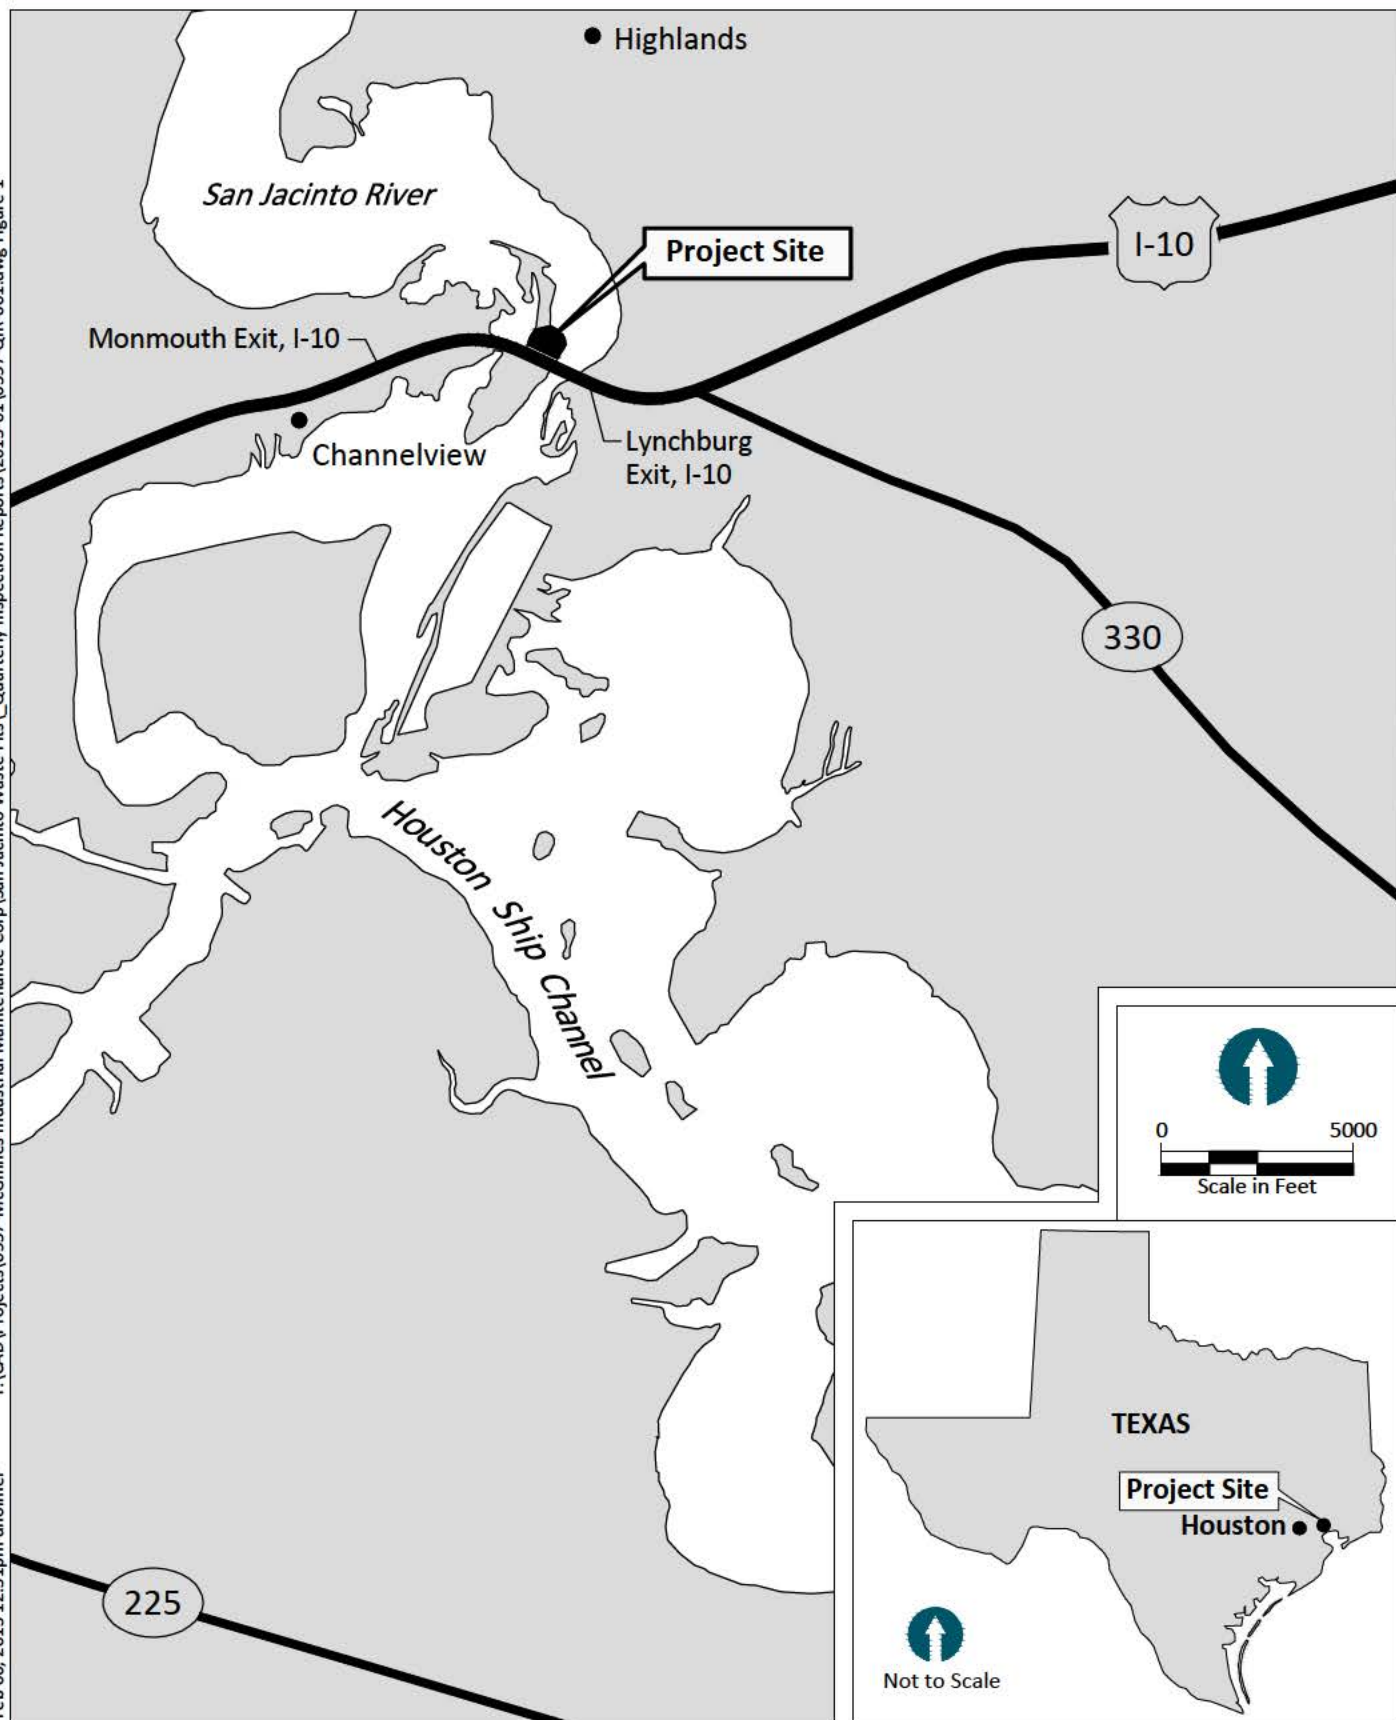 Highlands
San Jacinto River
Project Site
I-10
Monmouth Exit, I-10
Lynchburg
Exit, I-10
Channelview
330
Houston Ship Channel
0 5000
Scale in Feet
TEXAS
Project Site
Houston
Not to Scale
225